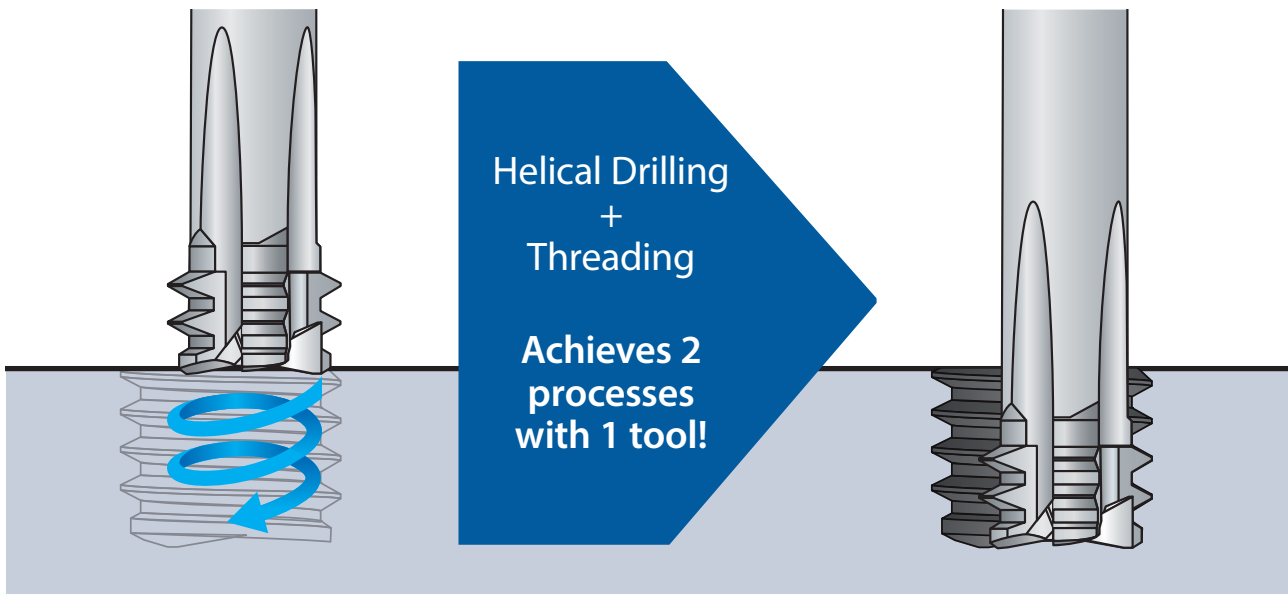 Helical Drilling
+
Threading
Achieves 2
processes
with 1 tool!